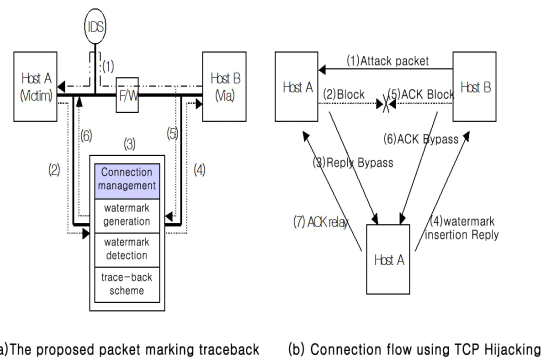 IDS
(1)
Host A
(Victim)
F/W
Host B
(Via)
(2)
(6)
(3)
(5)
(4)
Connection
management
watermark
generation
watermark
detection
trace-back
scheme
a)The proposed packet marking traceback
(1)Attack packet
Host A
Host B
(2)Block
(5)ACK Block
(6)ACK Bypass
(3)Reply Bypass
(7) ACK relay
(4)watermark
insertion Reply
Host A
(b) Connection flow using TCP Hijacking